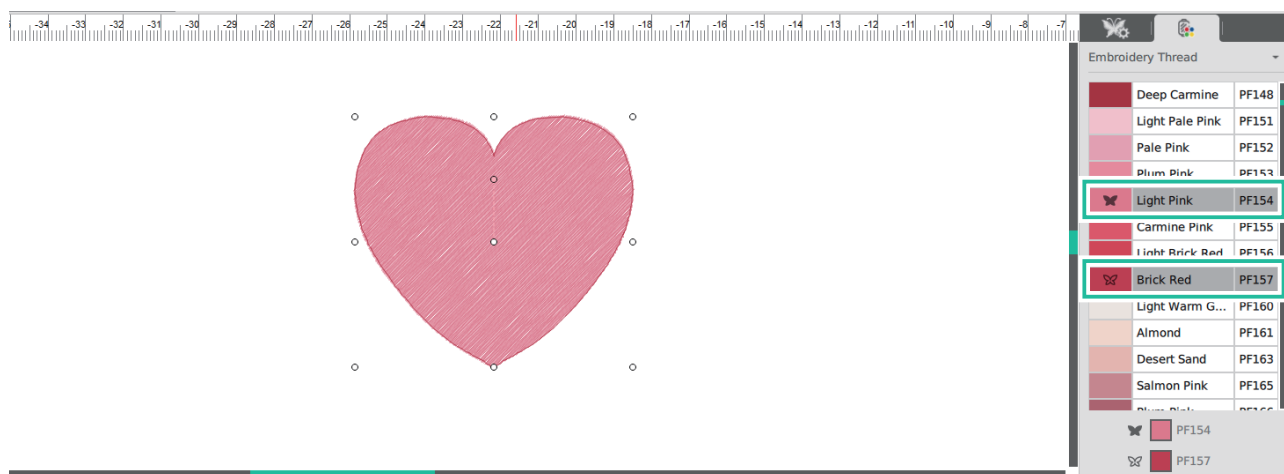 -34 -33 -32 -31 -30 -29 -28 -27 -26 -25 -24 -23 -22 -21 -20 -19 -18 -17 -16 -15 -14 -13 -12 -11 -10 -9 -8 -7
Embroidery Thread
Deep Carmine PF148
Light Pale Pink PF151
Pale Pink PF152
Plum Pink PF153
Light Pink PF154
Carmine Pink PF155
Light Brick Red PF156
Brick Red PF157
Light Warm G... PF160
Almond PF161
Desert Sand PF163
Salmon Pink PF165
PF154
PF157